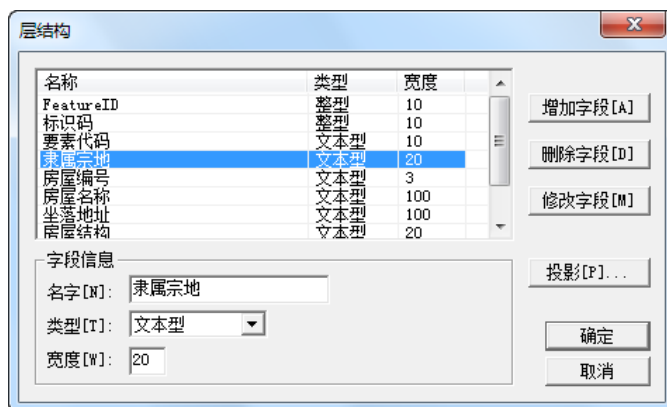 层结构
名称 类型 宽度
FeatureID 整型 10
标识码 整型 10
要素代码 文本型 10
隶属宗地 文本型 20
房屋编号 文本型 3
房屋名称 文本型 100
坐落地址 文本型 100
房屋结构 文本型 20
增加字段[A]
删除字段[D]
修改字段[M]
投影[P]...
字段信息
名字[N]: 隶属宗地
类型[T]: 文本型
宽度[W]: 20
确定
取消